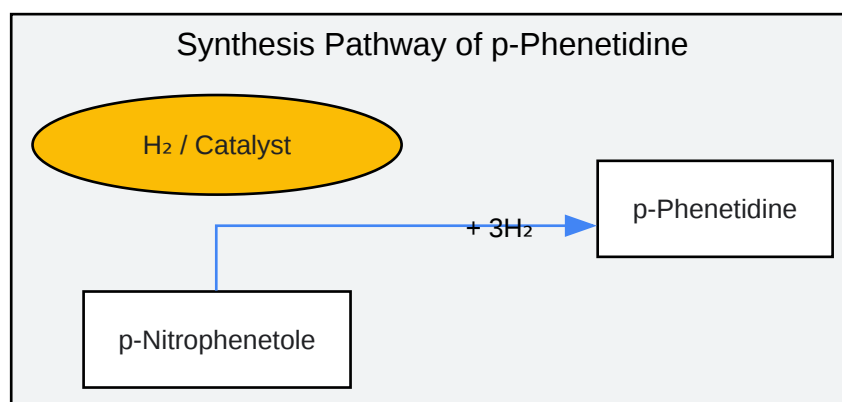 Synthesis Pathway of p-Phenetidine
H₂ / Catalyst
p-Phenetidine
+ 3H₂
p-Nitrophenetole